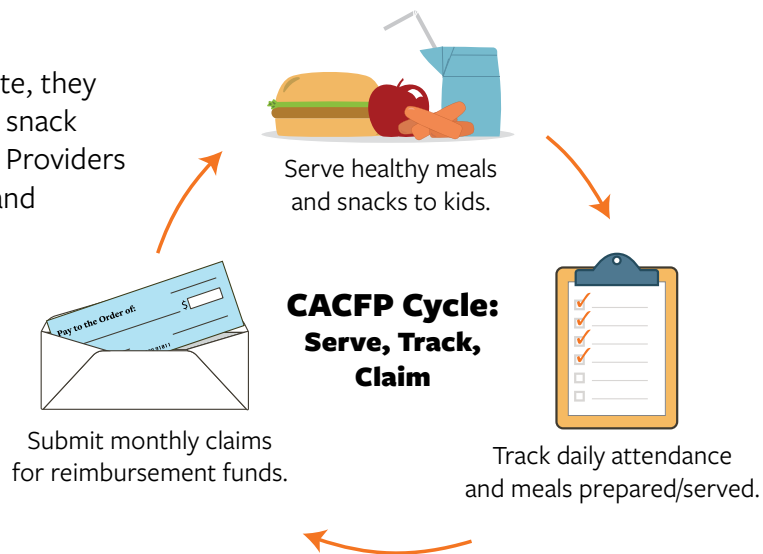 te, they
snack
Providers
and
Serve healthy meals
and snacks to kids.
CACFP Cycle:
Serve, Track,
Claim
Pay to the Order of:
$
Submit monthly claims
for reimbursement funds.
Track daily attendance
and meals prepared/served.